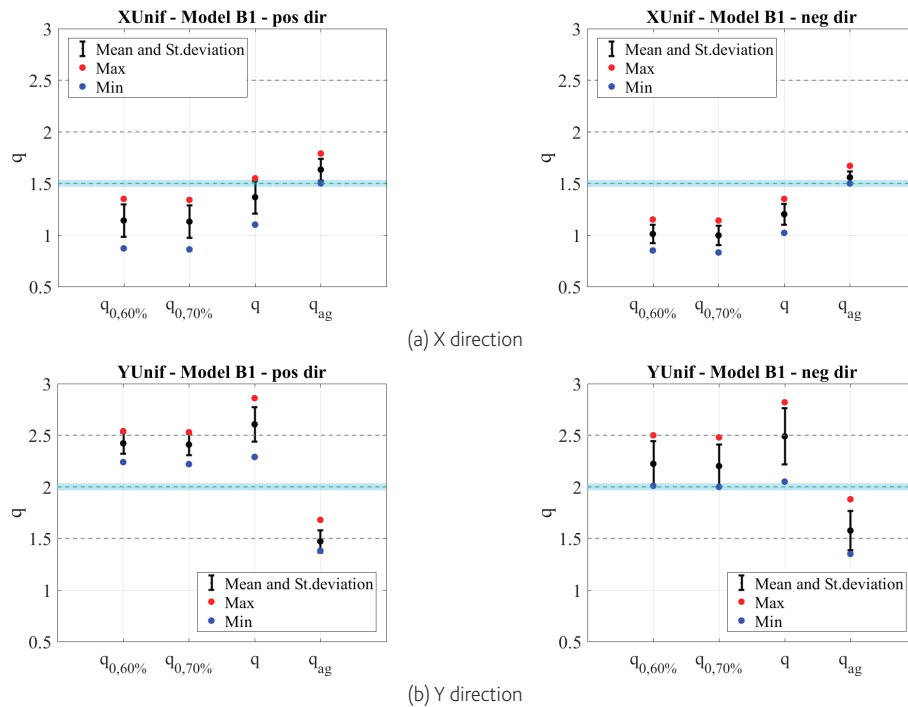 XUnif - Model B1 - pos dir
3
2.5
2
1.5
1
0.5
q
Mean and St.deviation
Max
Min
q0,60% q0,70% q qag
XUnif - Model B1 - neg dir
3
2.5
2
1.5
1
0.5
q
Mean and St.deviation
Max
Min
q0,60% q0,70% q qag
(a) X direction
YUnif - Model B1 - pos dir
3
2.5
2
1.5
1
0.5
q
Mean and St.deviation
Max
Min
q0,60% q0,70% q qag
YUnif - Model B1 - neg dir
3
2.5
2
1.5
1
0.5
q
Mean and St.deviation
Max
Min
q0,60% q0,70% q qag
(b) Y direction